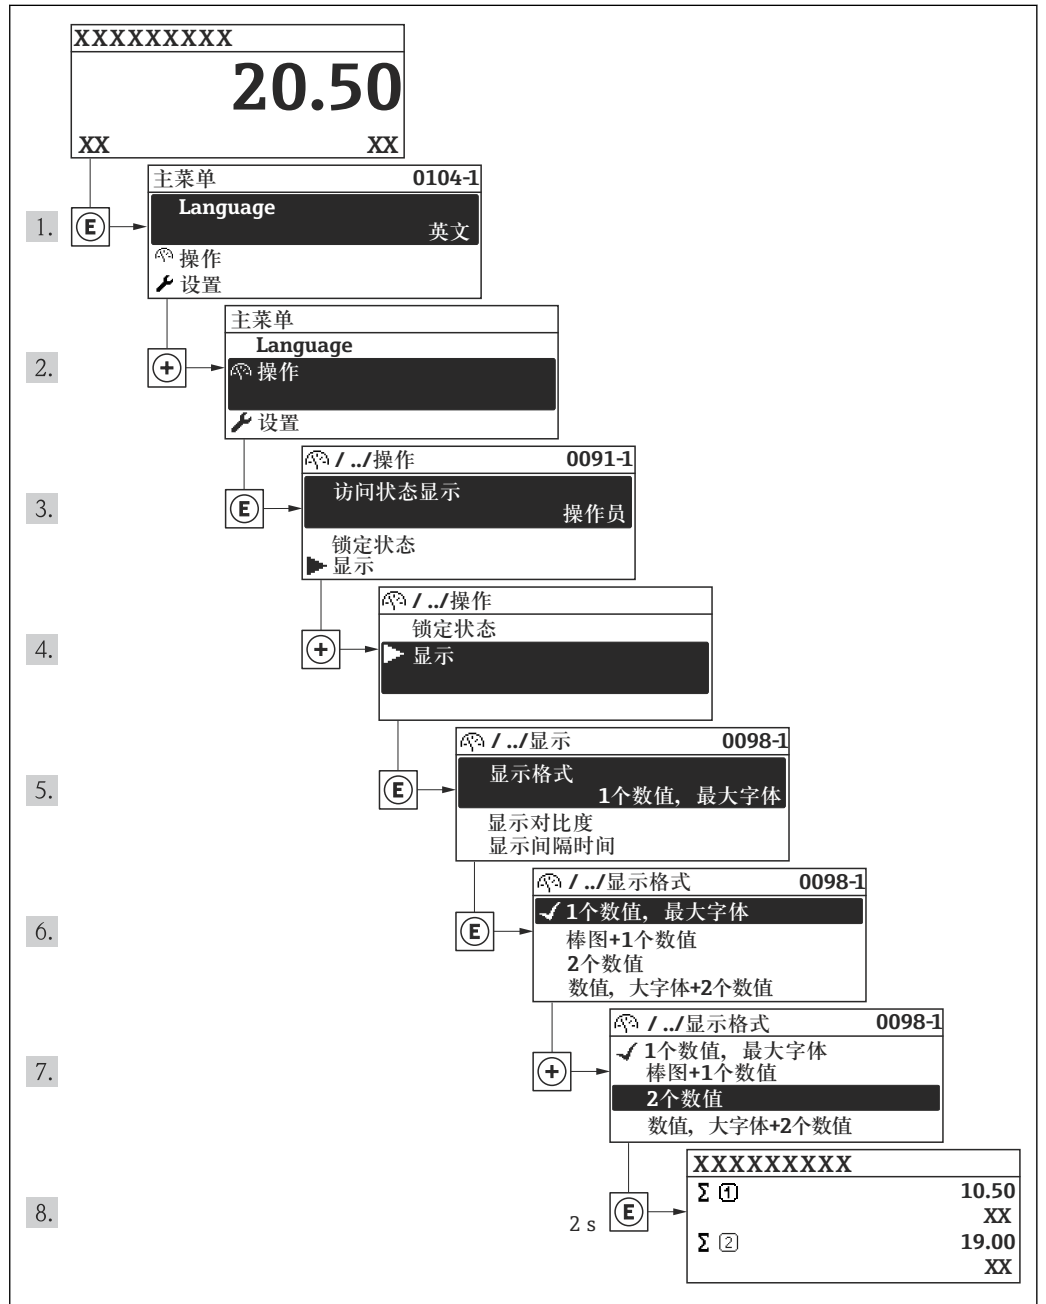 XXXXXXXXX
20.50
XX XX
主菜单 0104-1
Language
英文
操作
设置
1. E
主菜单
Language
操作
设置
2. +
/ ../操作 0091-1
访问状态显示
操作员
锁定状态
显示
3. E
/ ../操作
锁定状态
显示
4. +
/ ../显示 0098-1
显示格式
1个数值，最大字体
显示对比度
显示间隔时间
5. E
/ ../显示格式 0098-1
1个数值，最大字体
棒图+1个数值
2个数值
数值，大字体+2个数值
6. E
/ ../显示格式 0098-1
1个数值，最大字体
棒图+1个数值
2个数值
数值，大字体+2个数值
7. +
XXXXXXXXX
Σ 1 10.50
XX
Σ 2 19.00
XX
8. 2 s E